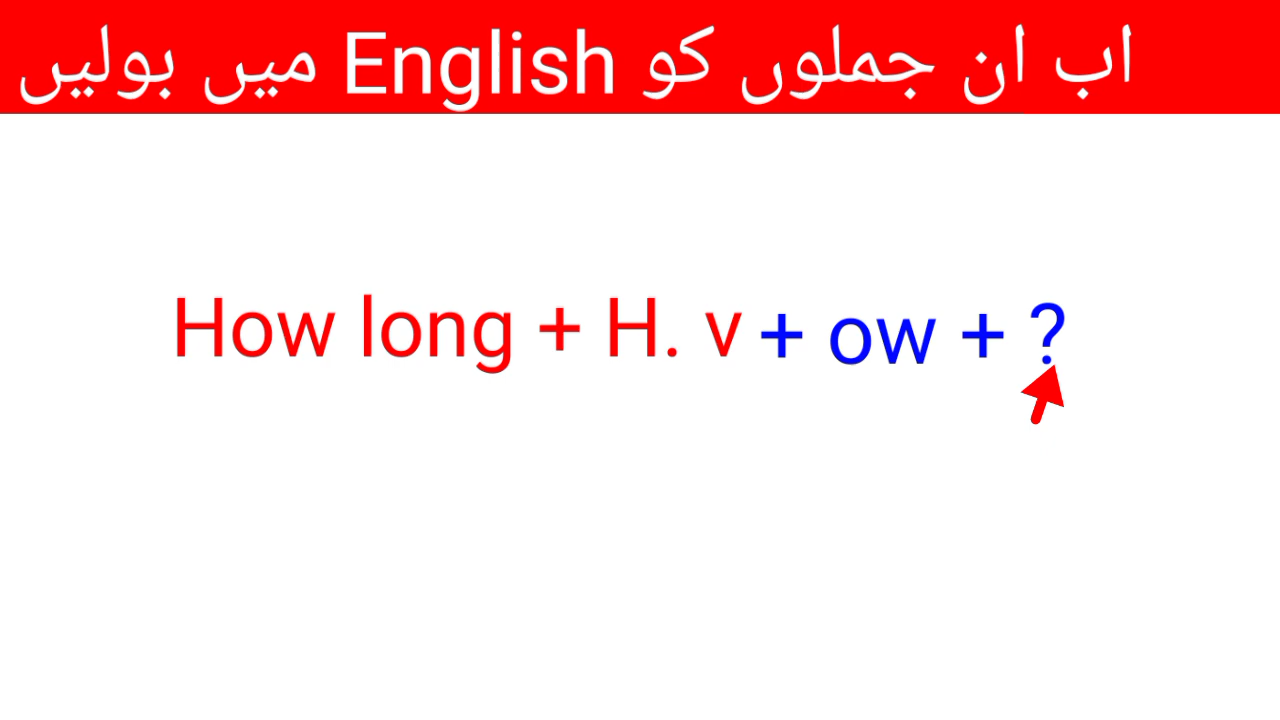 اب ان جملوں کو English میں بولیں
How long + H. v + ow + ?